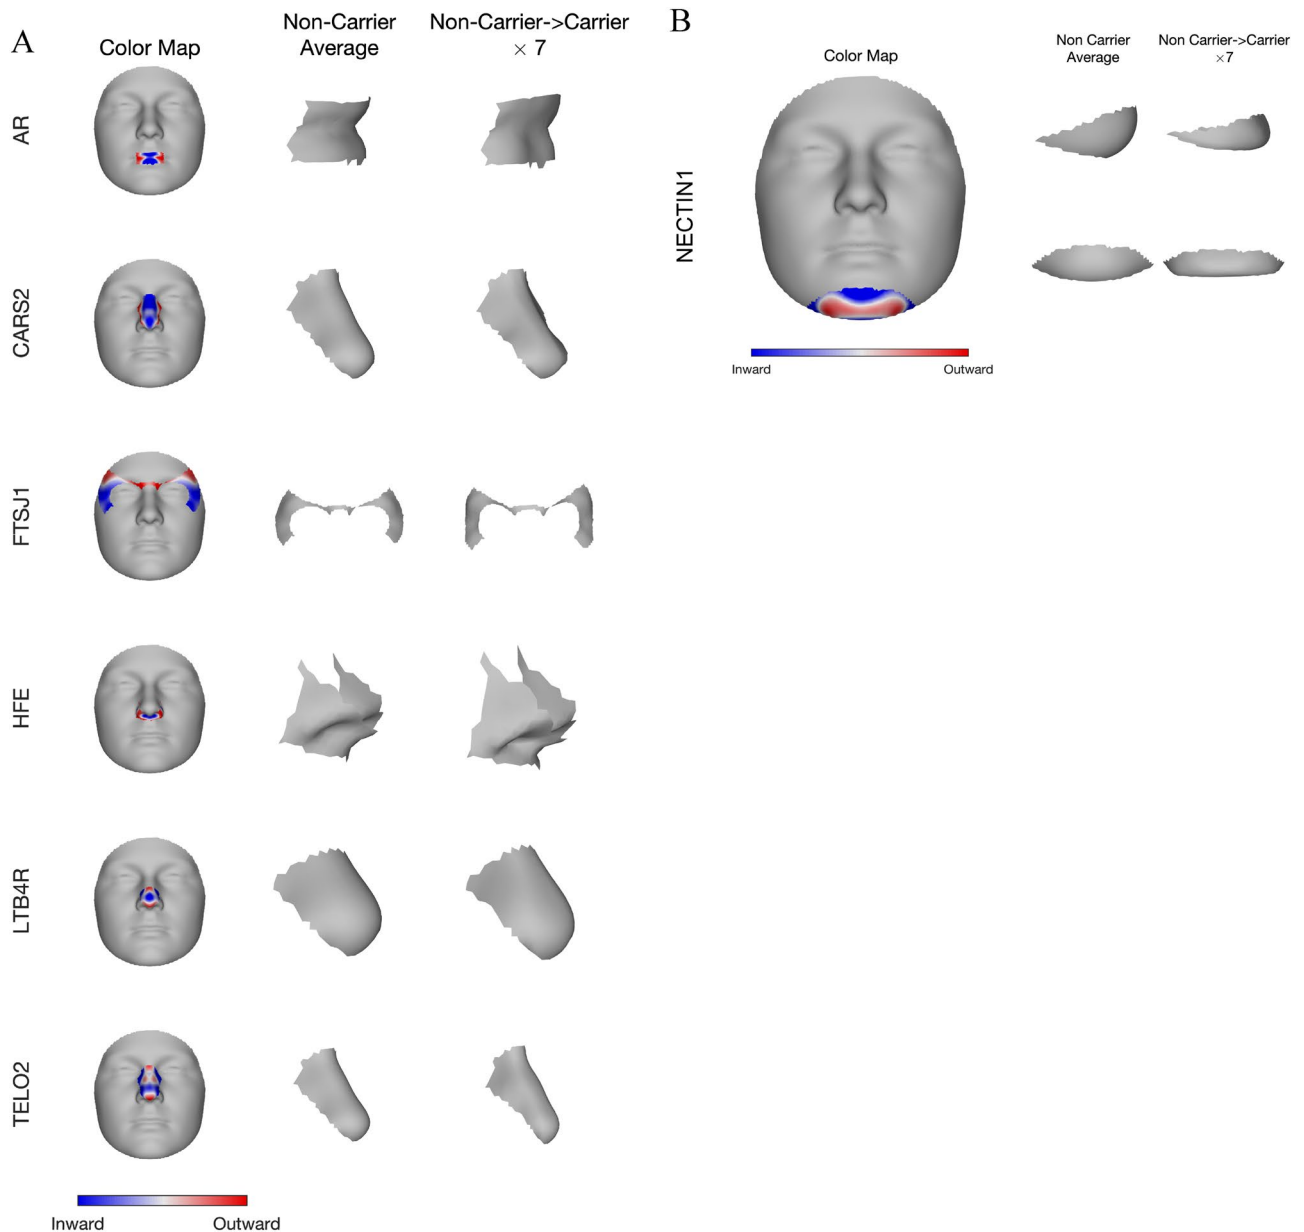 A
Color Map
Non-Carrier
Average
Non-Carrier->Carrier
× 7
AR
CARS2
FTSJ1
HFE
LTB4R
TELO2
Inward
Outward
B
Color Map
Non Carrier
Average
Non Carrier->Carrier
×7
NECTIN1
Inward
Outward